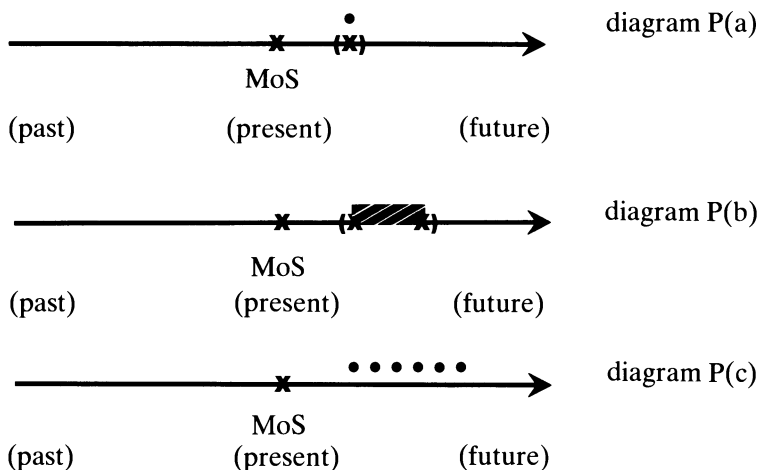 diagram P(a)
x (x)
MoS
(past) (present) (future)
diagram P(b)
x (x x)
MoS
(past) (present) (future)
diagram P(c)
x
MoS
(past) (present) (future)